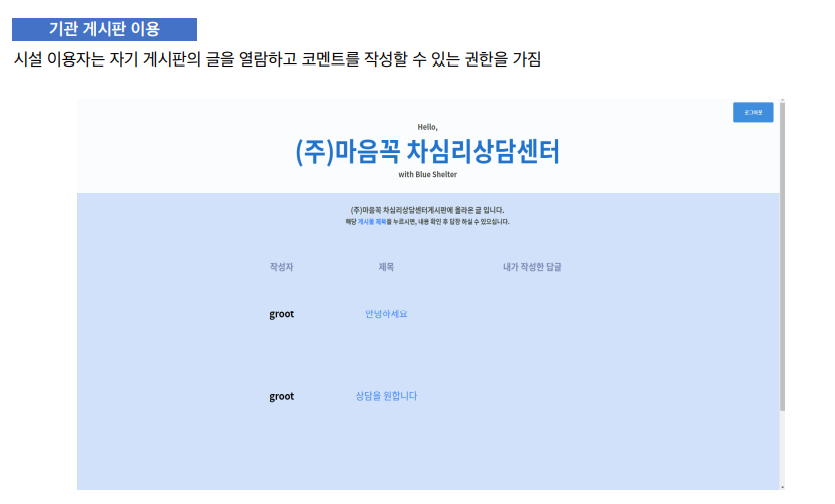 기관 게시판 이용
시설 이용자는 자기 게시판의 글을 열람하고 코멘트를 작성할 수 있는 권한을 가짐
로그아웃
Hello,
(주)마음꼭 차심리상담센터
with Blue Shelter
(주)마음꼭 차심리상담센터게시판에 올라온 글 입니다.
해당 게시물 제목을 누르시면, 내용 확인 후 답장 하실 수 있으십니다.
작성자 제목 내가 작성한 답글
groot 안녕하세요
groot 상담을 원합니다